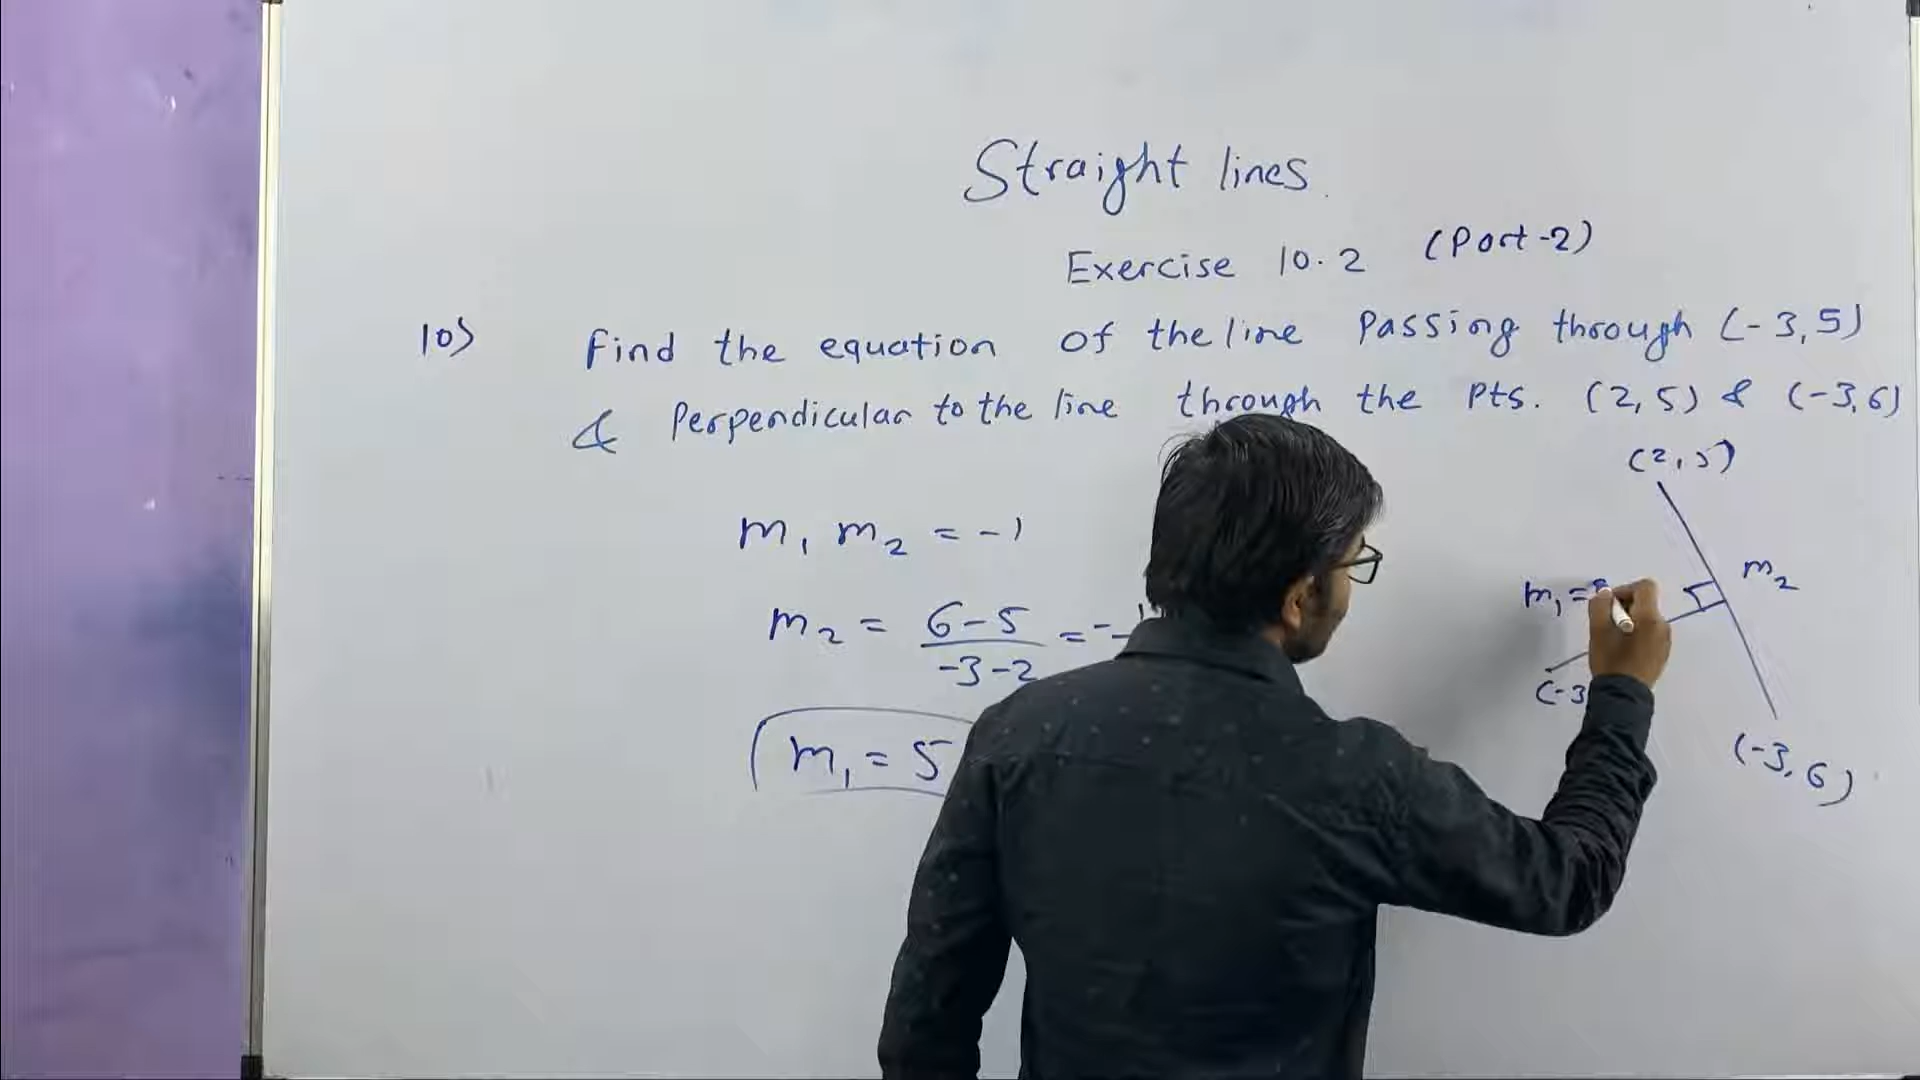 Straight lines.
Exercise 10.2 (Part-2)
10) Find the equation of the line Passing through (-3,5)
& Perpendicular to the line through the Pts. (2,5) & (-3,6)
(2,5)
m₁ m₂ = -1
m₂
m₁ =
m₂ = 6-5 / -3-2 = -1
(-3
m₁ = 5
(-3,6)